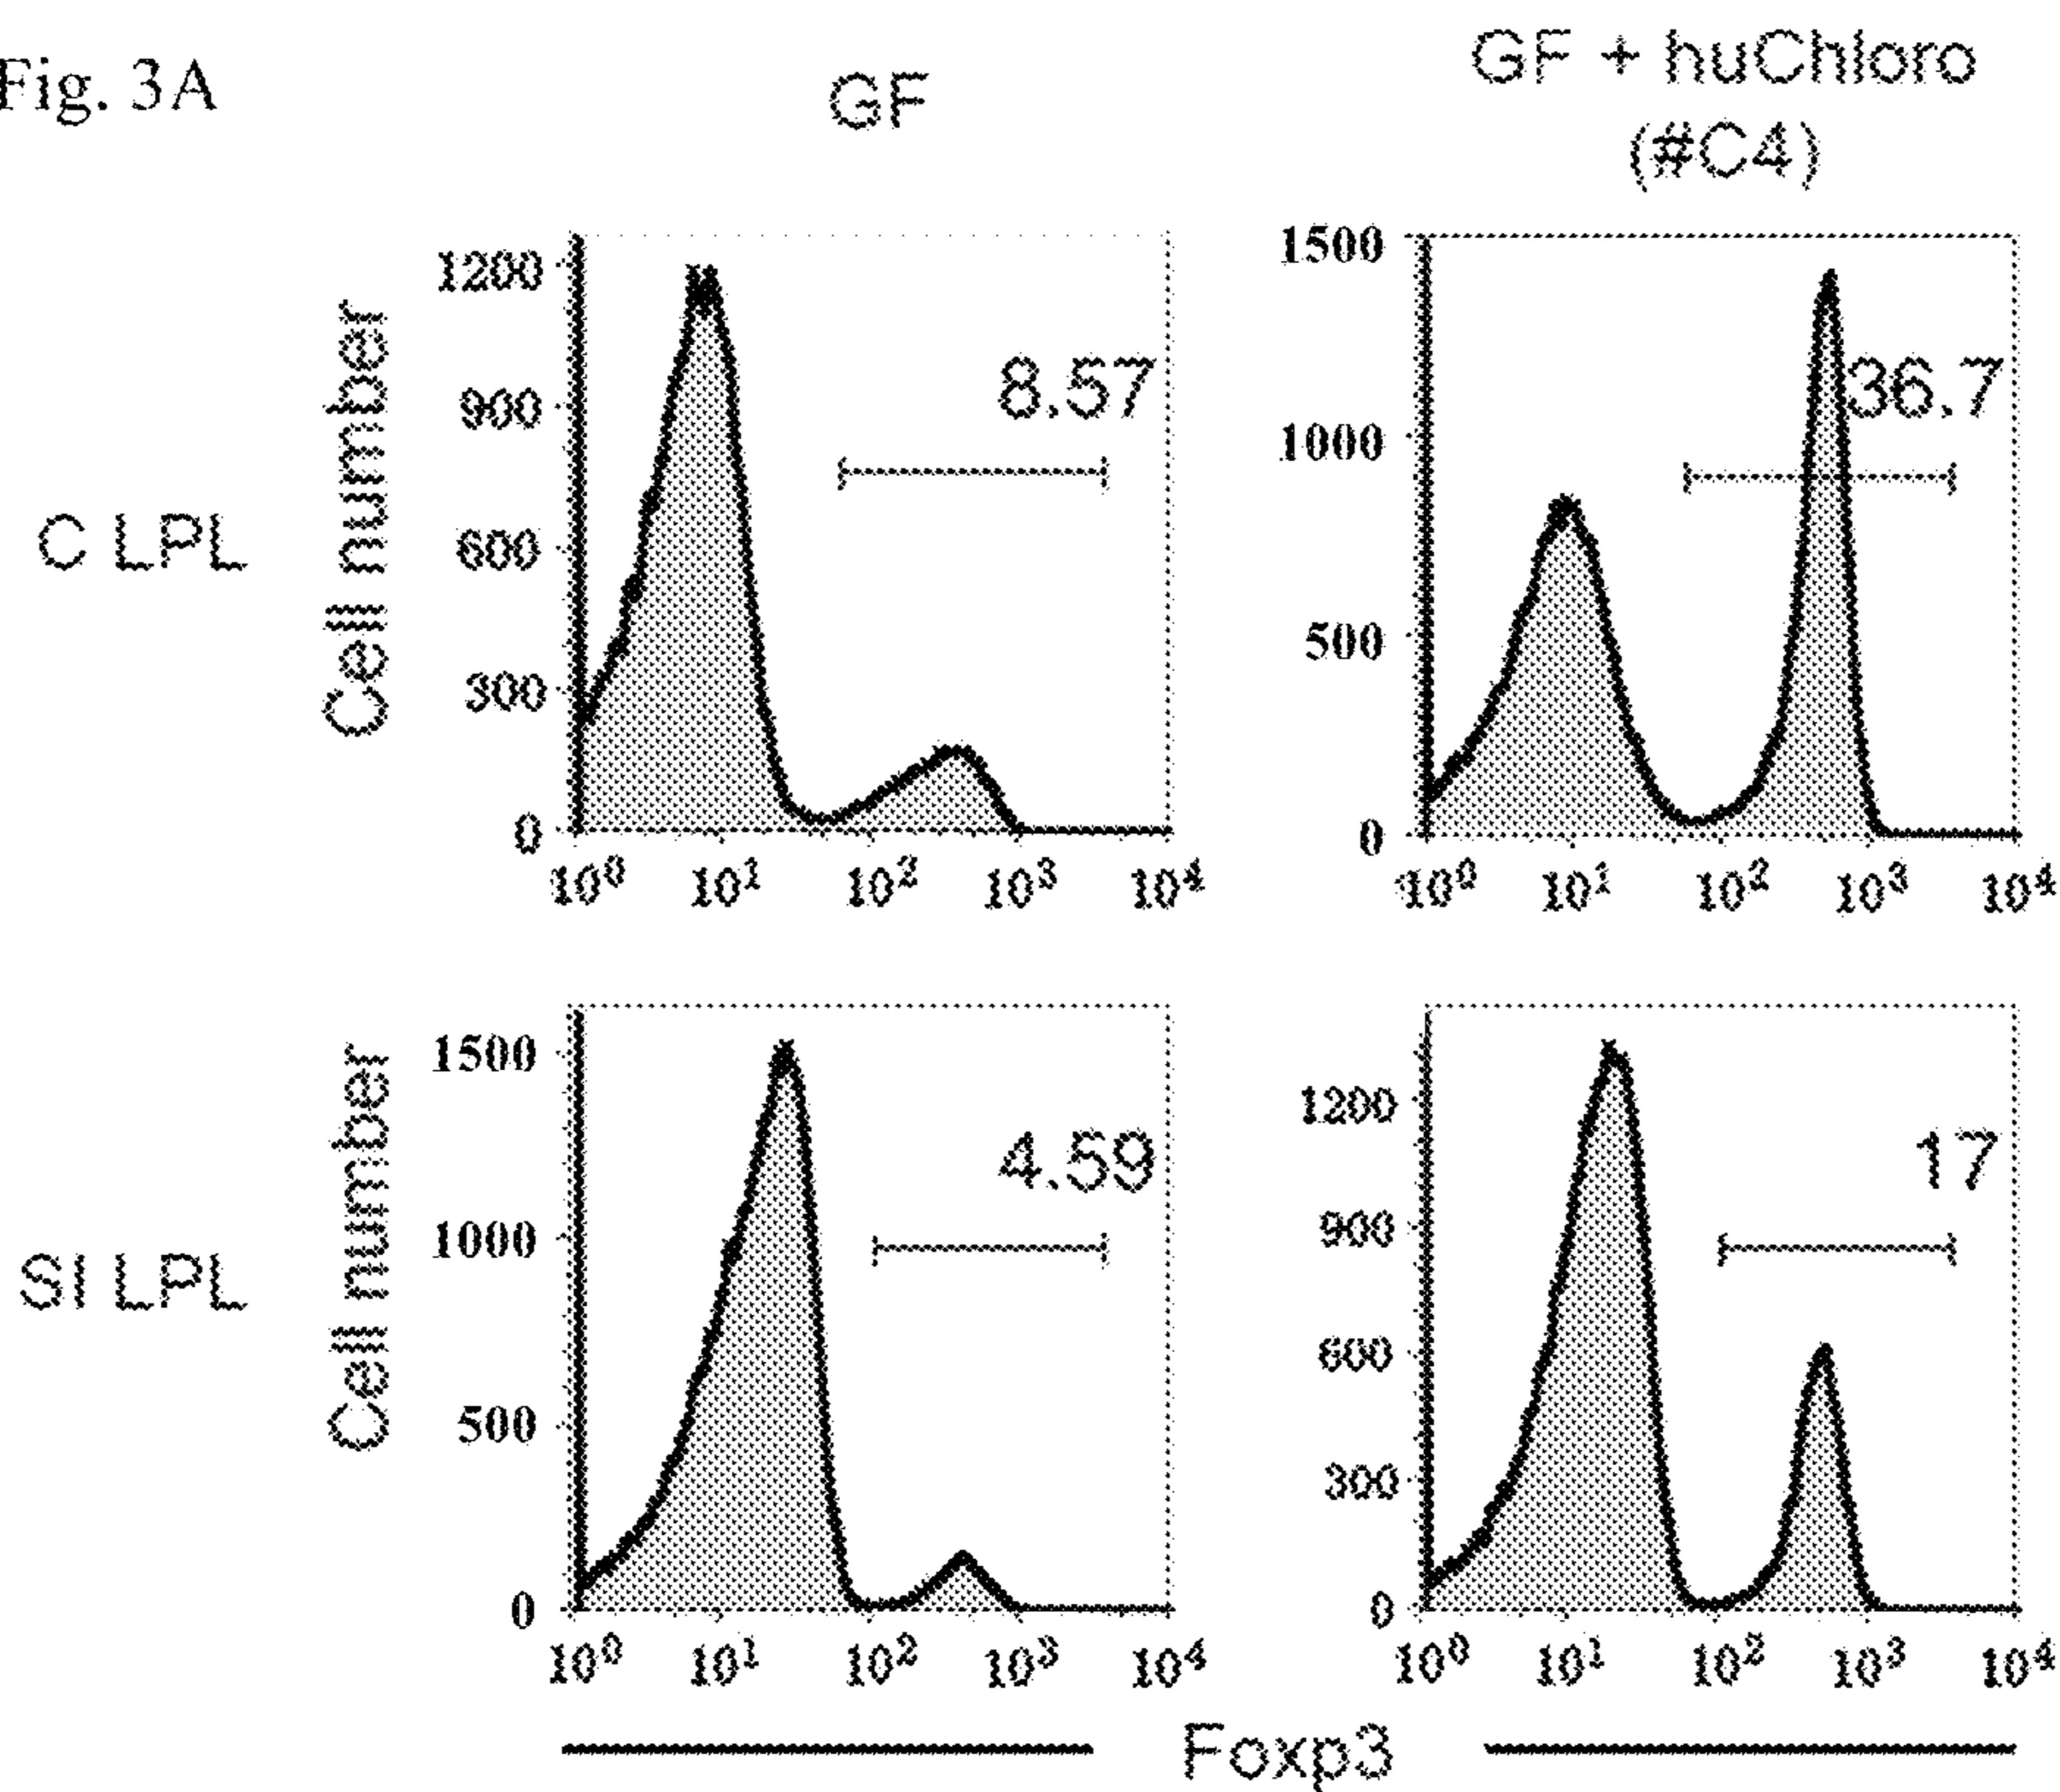 Fig. 3A
GF
GF + huChloro
(#C4)
C LPL
Cell number
1200
900
600
300
0
8.57
10⁰ 10¹ 10² 10³ 10⁴
1500
1000
500
0
36.7
10⁰ 10¹ 10² 10³ 10⁴
SI LPL
Cell number
1500
1000
500
0
4.59
10⁰ 10¹ 10² 10³ 10⁴
1200
900
600
300
0
17
10⁰ 10¹ 10² 10³ 10⁴
Foxp3